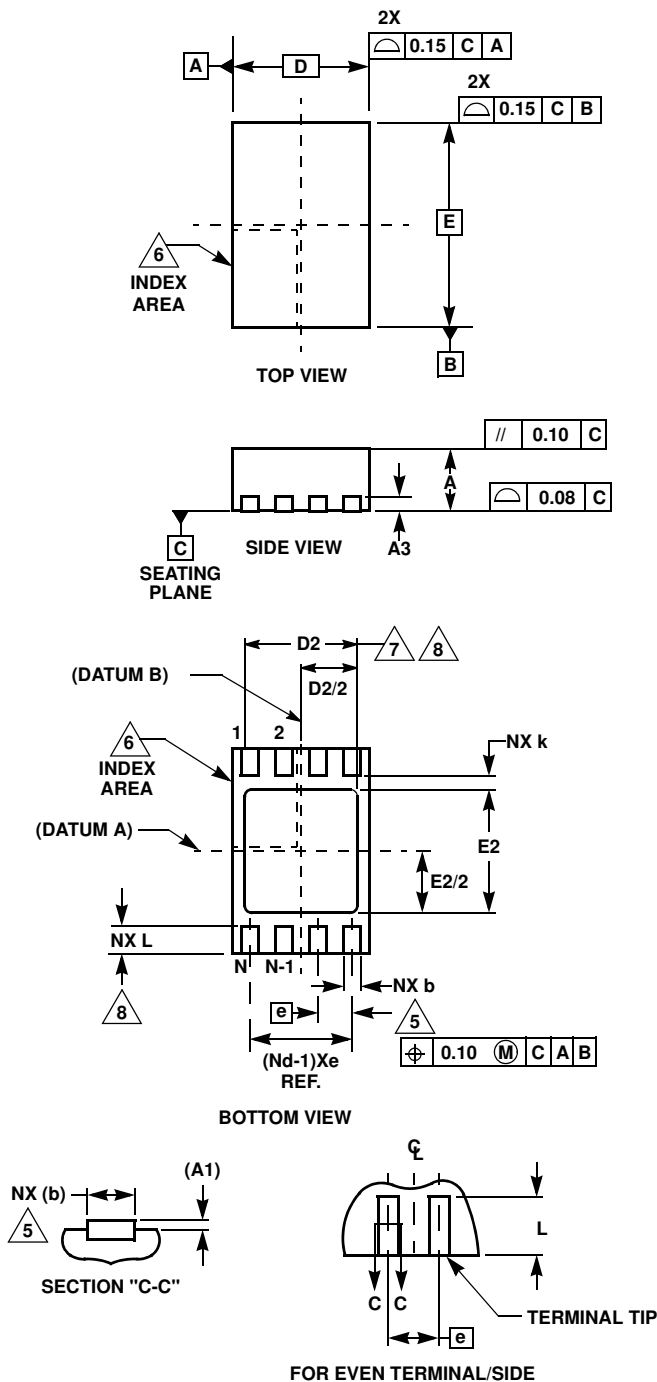 2X
⌓ 0.15 C A
A
D
2X
⌓ 0.15 C B
E
6
INDEX
AREA
B
TOP VIEW
// 0.10 C
A
⌓ 0.08 C
C
SEATING
PLANE
SIDE VIEW
A3
D2
7
8
(DATUM B)
D2/2
1
2
6
INDEX
AREA
NX k
(DATUM A)
E2
E2/2
NX L
N
N-1
NX b
8
e
5
(Nd-1)Xe
REF.
⌖ 0.10 Ⓜ C A B
BOTTOM VIEW
(A1)
NX (b)
5
SECTION "C-C"
℄
L
C
C
TERMINAL TIP
e
FOR EVEN TERMINAL/SIDE